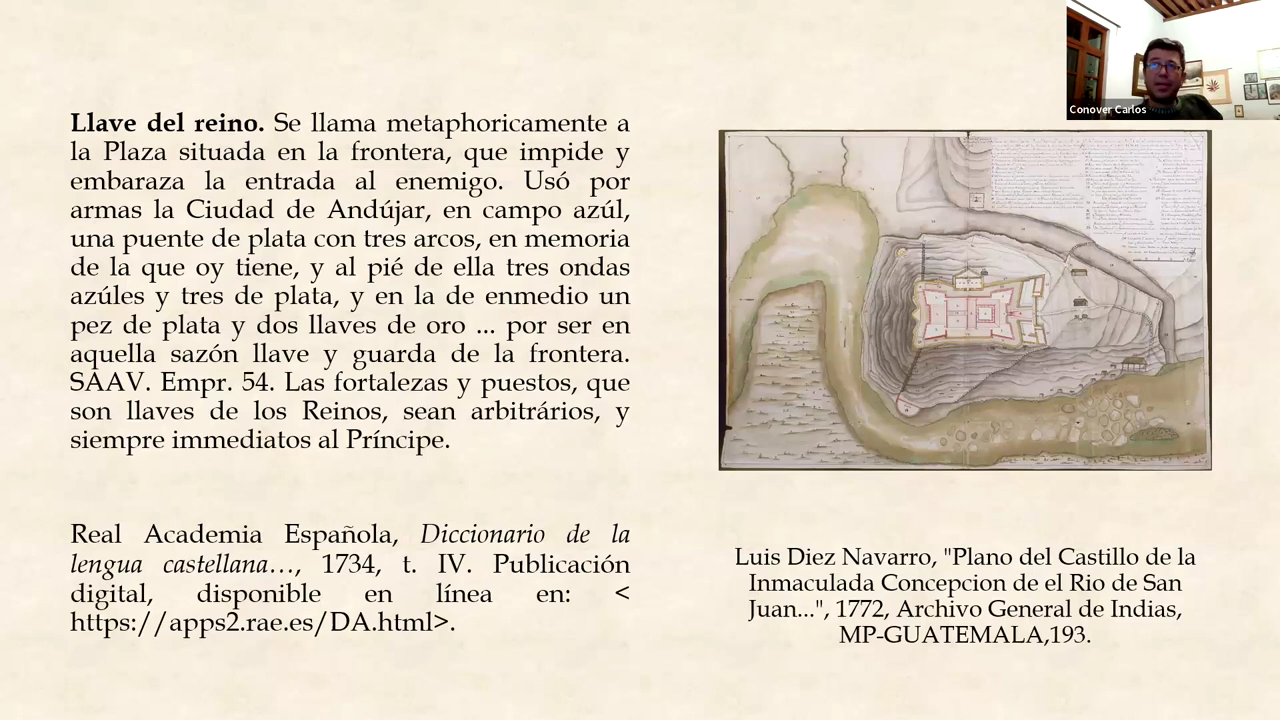 Llave del reino. Se llama metaphoricamente a
la Plaza situada en la frontera, que impide y
embaraza la entrada al enemigo. Usó por
armas la Ciudad de Andújar, en campo azúl,
una puente de plata con tres arcos, en memoria
de la que oy tiene, y al pié de ella tres ondas
azúles y tres de plata, y en la de enmedio un
pez de plata y dos llaves de oro ... por ser en
aquella sazón llave y guarda de la frontera.
SAAV. Empr. 54. Las fortalezas y puestos, que
son llaves de los Reinos, sean arbitrários, y
siempre immediatos al Príncipe.
Real Academia Española, Diccionario de la
lengua castellana…, 1734, t. IV. Publicación
digital, disponible en línea en: <
https://apps2.rae.es/DA.html>.
Conover Carlos
Luis Diez Navarro, "Plano del Castillo de la
Inmaculada Concepcion de el Rio de San
Juan...", 1772, Archivo General de Indias,
MP-GUATEMALA,193.